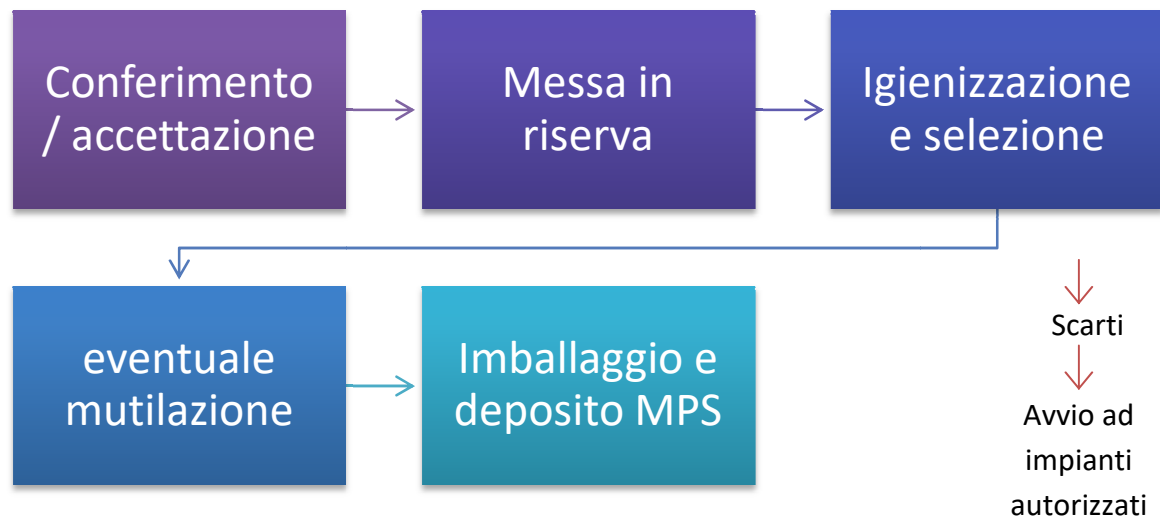 Conferimento
/ accettazione
Messa in
riserva
Igienizzazione
e selezione
eventuale
mutilazione
Imballaggio e
deposito MPS
Scarti
Avvio ad
impianti
autorizzati